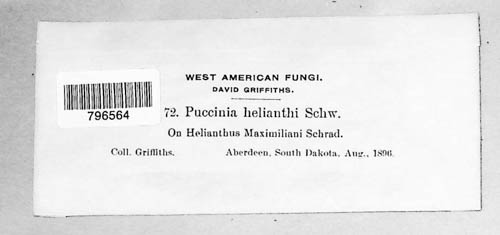 WEST AMERICAN FUNGI.
DAVID GRIFFITHS.
796564
72. Puccinia helianthi Schw.
On Helianthus Maximiliani Schrad.
Coll. Griffiths. Aberdeen, South Dakota, Aug., 1896.